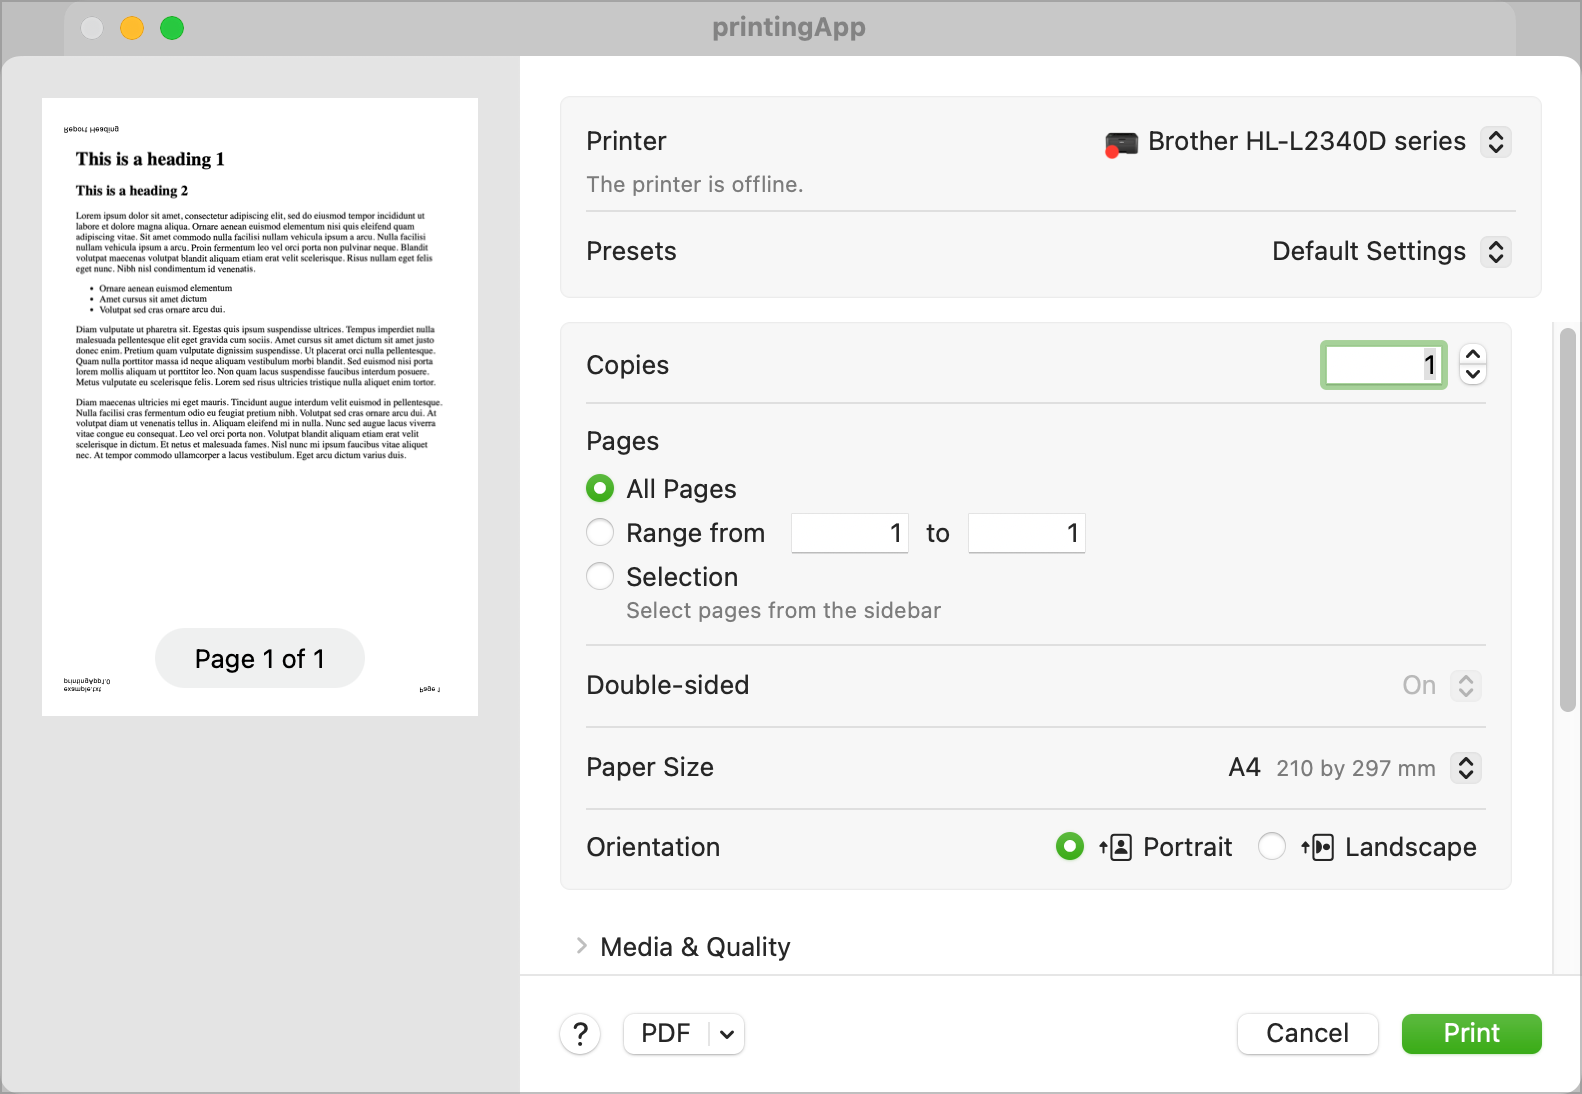 printingApp
Report Heading
This is a heading 1
This is a heading 2
Lorem ipsum dolor sit amet, consectetur adipiscing elit, sed do eiusmod tempor incididunt ut
labore et dolore magna aliqua. Ornare aenean euismod elementum nisi quis eleifend quam
adipiscing vitae. Sit amet commodo nulla facilisi nullam vehicula ipsum a arcu. Nulla facilisi
nullam vehicula ipsum a arcu. Proin fermentum leo vel orci porta non pulvinar neque. Blandit
volutpat maecenas volutpat blandit aliquam etiam erat velit scelerisque. Risus nullam eget felis
eget nunc. Nibh nisl condimentum id venenatis.
• Ornare aenean euismod elementum
• Amet cursus sit amet dictum
• Volutpat sed cras ornare arcu dui.
Diam vulputate ut pharetra sit. Egestas quis ipsum suspendisse ultrices. Tempus imperdiet nulla
malesuada pellentesque elit eget gravida cum sociis. Amet cursus sit amet dictum sit amet justo
donec enim. Pretium quam vulputate dignissim suspendisse. Ut placerat orci nulla pellentesque.
Quam nulla porttitor massa id neque aliquam vestibulum morbi blandit. Sed euismod nisi porta
lorem mollis aliquam ut porttitor leo. Non quam lacus suspendisse faucibus interdum posuere.
Metus vulputate eu scelerisque felis. Lorem sed risus ultricies tristique nulla aliquet enim tortor.
Diam maecenas ultricies mi eget mauris. Tincidunt augue interdum velit euismod in pellentesque.
Nulla facilisi cras fermentum odio eu feugiat pretium nibh. Volutpat sed cras ornare arcu dui. At
volutpat diam ut venenatis tellus in. Aliquam eleifend mi in nulla. Nunc sed augue lacus viverra
vitae congue eu consequat. Leo vel orci porta non. Volutpat blandit aliquam etiam erat velit
scelerisque in dictum. Et netus et malesuada fames. Nisl nunc mi ipsum faucibus vitae aliquet
nec. At tempor commodo ullamcorper a lacus vestibulum. Eget arcu dictum varius duis.
Page 1 of 1
printingApp1.0
example.txt
Page 1
Printer
Brother HL-L2340D series
The printer is offline.
Presets
Default Settings
Copies
1
Pages
All Pages
Range from 1 to 1
Selection
Select pages from the sidebar
Double-sided
On
Paper Size
A4 210 by 297 mm
Orientation
Portrait
Landscape
Media & Quality
?
PDF
Cancel
Print